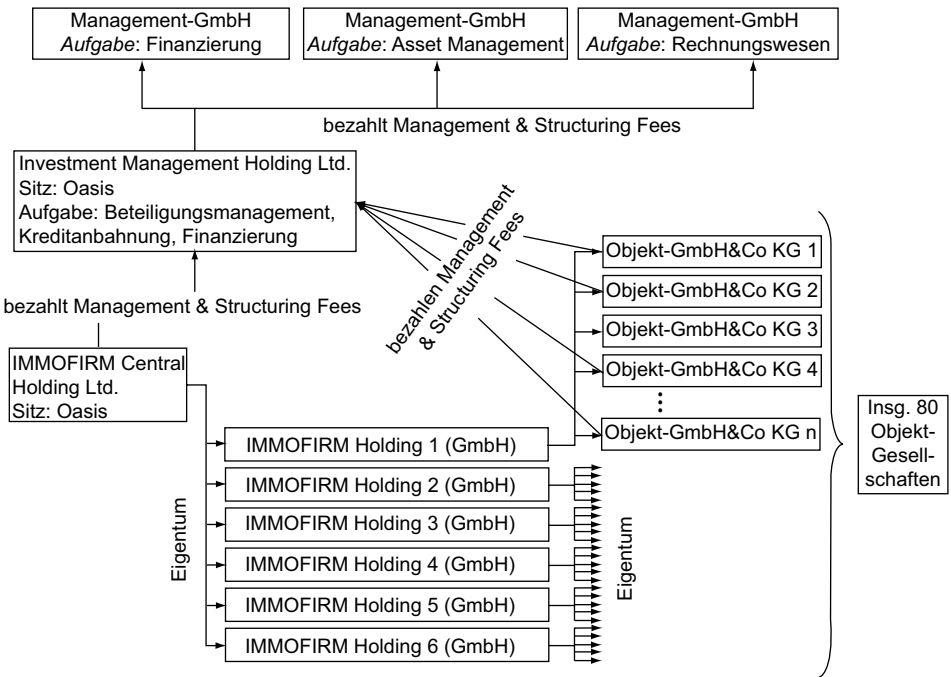 Management-GmbH
Aufgabe: Finanzierung
Management-GmbH
Aufgabe: Asset Management
Management-GmbH
Aufgabe: Rechnungswesen
bezahlt Management & Structuring Fees
Investment Management Holding Ltd.
Sitz: Oasis
Aufgabe: Beteiligungsmanagement,
Kreditanbahnung, Finanzierung
bezahlen Management
& Structuring Fees
Objekt-GmbH&Co KG 1
Objekt-GmbH&Co KG 2
Objekt-GmbH&Co KG 3
Objekt-GmbH&Co KG 4
⋮
Objekt-GmbH&Co KG n
bezahlt Management & Structuring Fees
IMMOFIRM Central
Holding Ltd.
Sitz: Oasis
Insg. 80
Objekt-
Gesell-
schaften
Eigentum
IMMOFIRM Holding 1 (GmbH)
IMMOFIRM Holding 2 (GmbH)
IMMOFIRM Holding 3 (GmbH)
IMMOFIRM Holding 4 (GmbH)
IMMOFIRM Holding 5 (GmbH)
IMMOFIRM Holding 6 (GmbH)
Eigentum